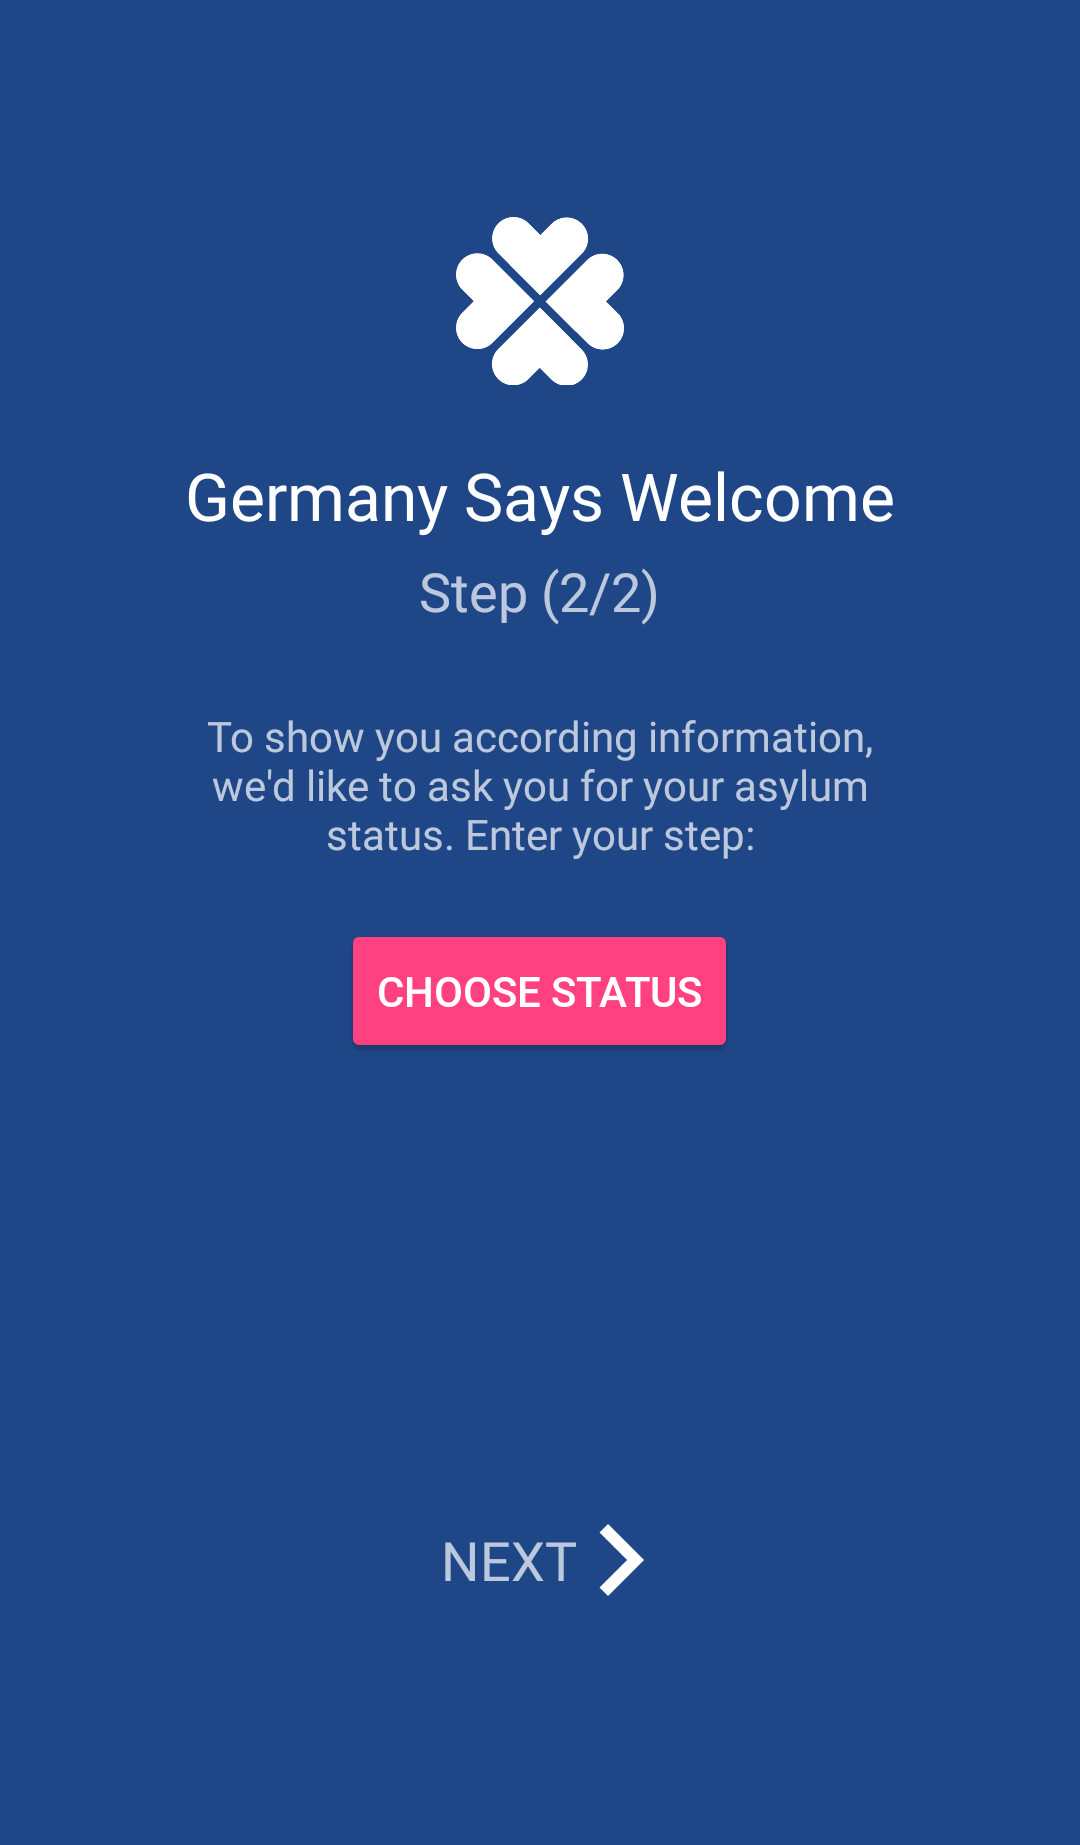 Germany Says Welcome
Step (2/2)
To show you according information,
we'd like to ask you for your asylum
status. Enter your step:
CHOOSE STATUS
NEXT